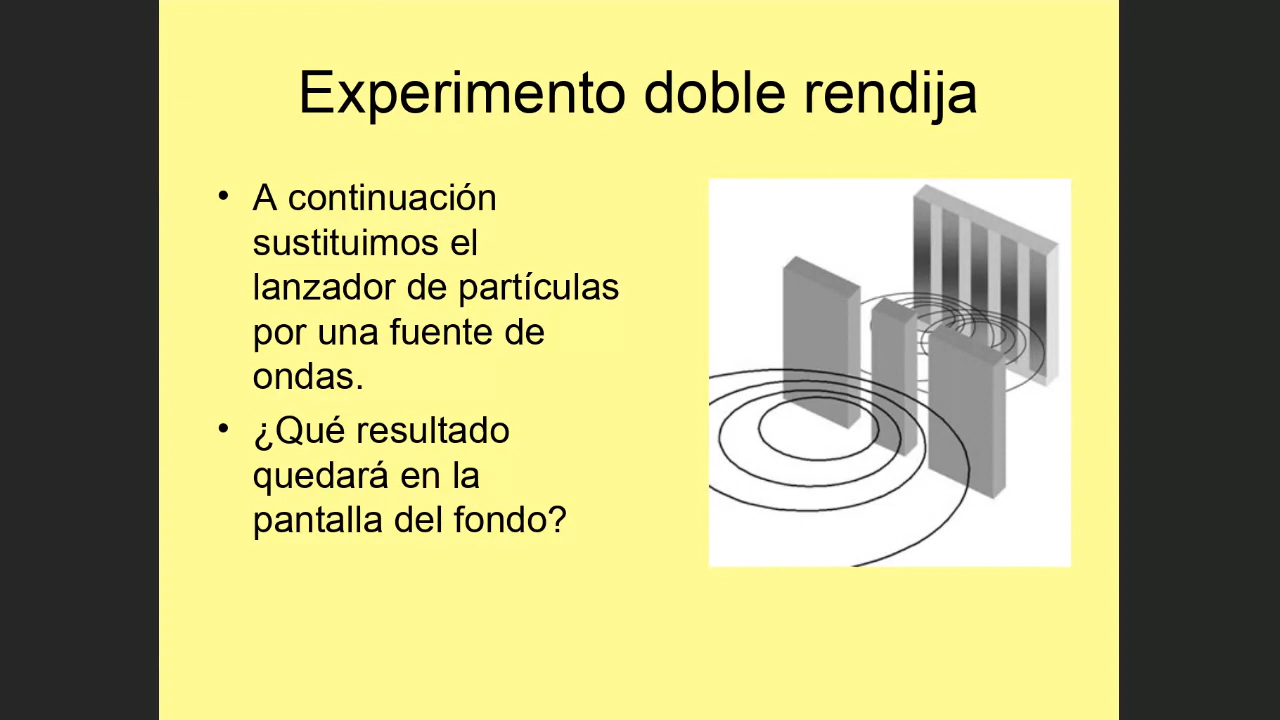 Experimento doble rendija
• A continuación
sustituimos el
lanzador de partículas
por una fuente de
ondas.
• ¿Qué resultado
quedará en la
pantalla del fondo?